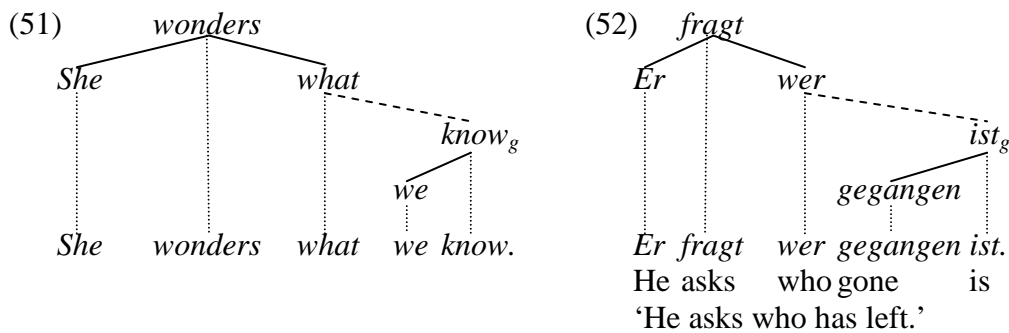 (51) wonders (52) fragt
She what Er wer
know_g ist_g
we gegangen
She wonders what we know. Er fragt wer gegangen ist.
He asks who gone is
‘He asks who has left.’